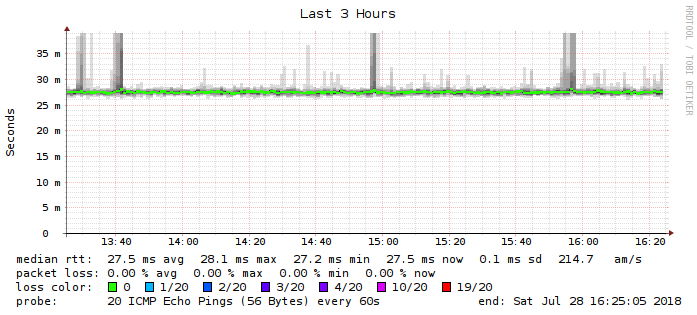 Last 3 Hours
RRDTOOL / TOBI OETIKER
Seconds
35 m
30 m
25 m
20 m
15 m
10 m
5 m
0
13:40 14:00 14:20 14:40 15:00 15:20 15:40 16:00 16:20
median rtt: 27.5 ms avg 28.1 ms max 27.2 ms min 27.5 ms now 0.1 ms sd 214.7 am/s
packet loss: 0.00 % avg 0.00 % max 0.00 % min 0.00 % now
loss color: 0 1/20 2/20 3/20 4/20 10/20 19/20
probe: 20 ICMP Echo Pings (56 Bytes) every 60s end: Sat Jul 28 16:25:05 2018